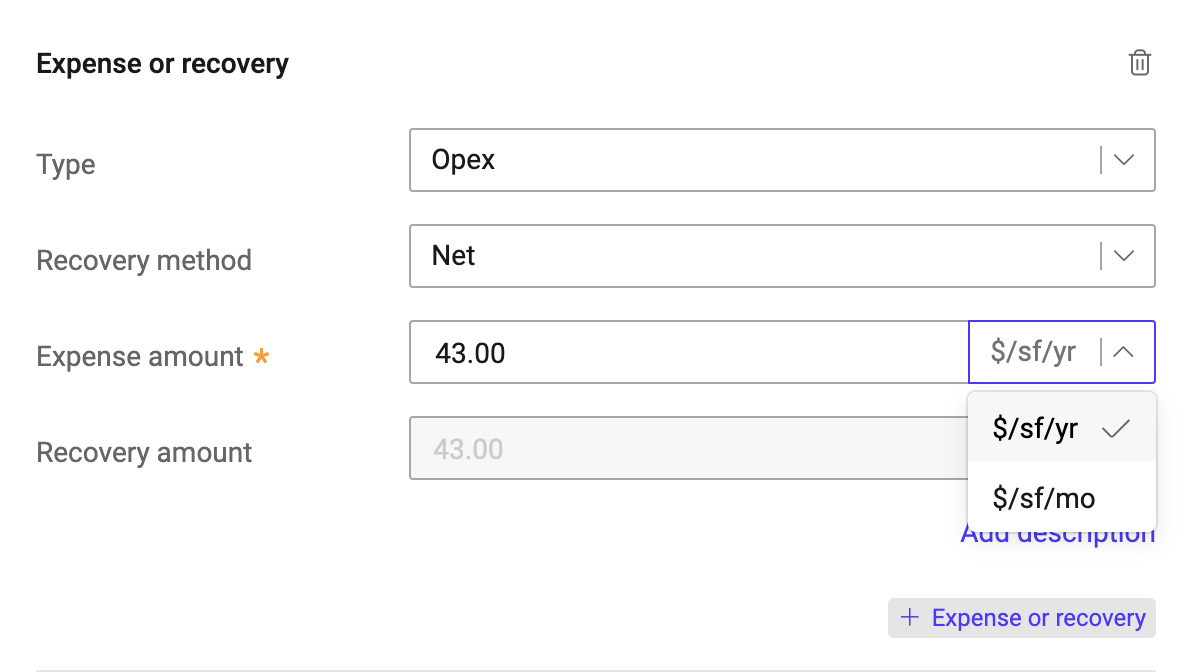 Expense or recovery
Type
Opex
Recovery method
Net
Expense amount *
43.00
$/sf/yr
Recovery amount
43.00
$/sf/yr
$/sf/mo
Add description
+ Expense or recovery